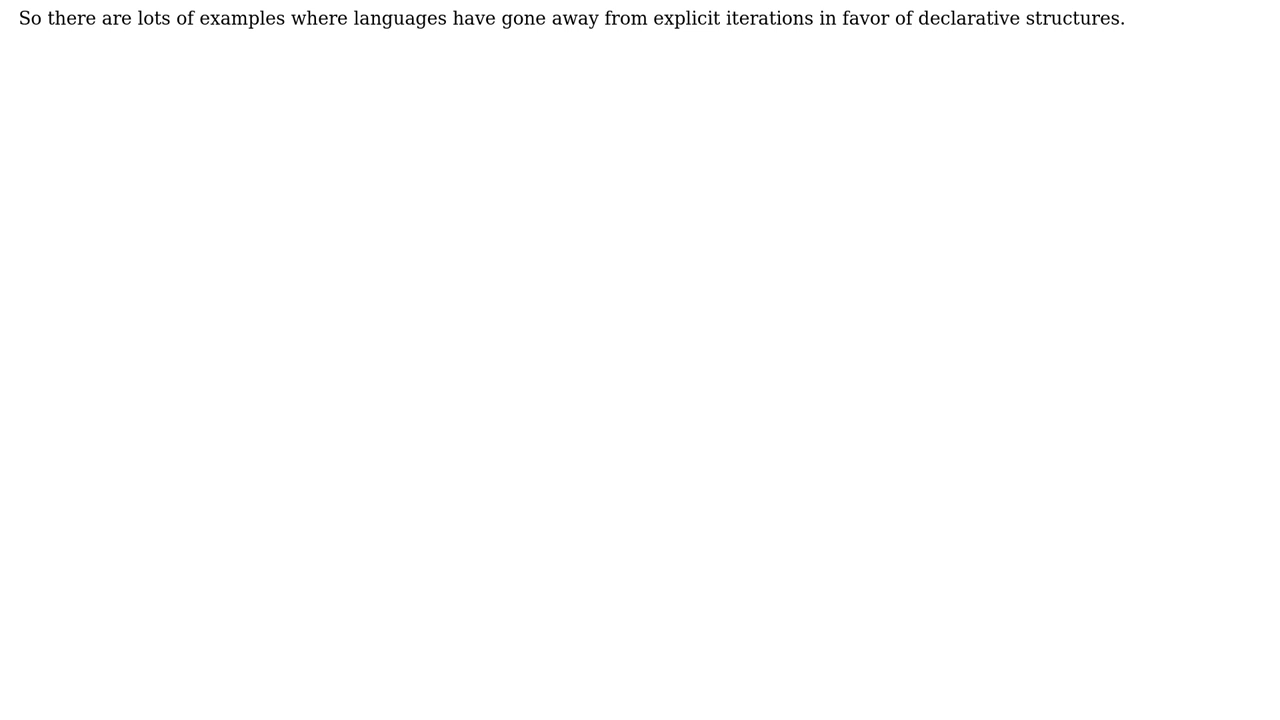 So there are lots of examples where languages have gone away from explicit iterations in favor of declarative structures.